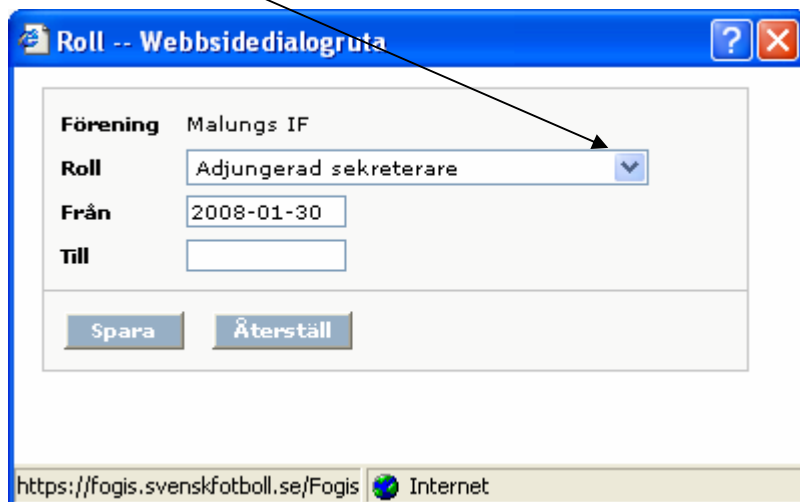 Roll -- Webbsidedialogruta
Förening Malungs IF
Roll Adjungerad sekreterare
Från 2008-01-30
Till
Spara Återställ
https://fogis.svenskfotboll.se/Fogis Internet